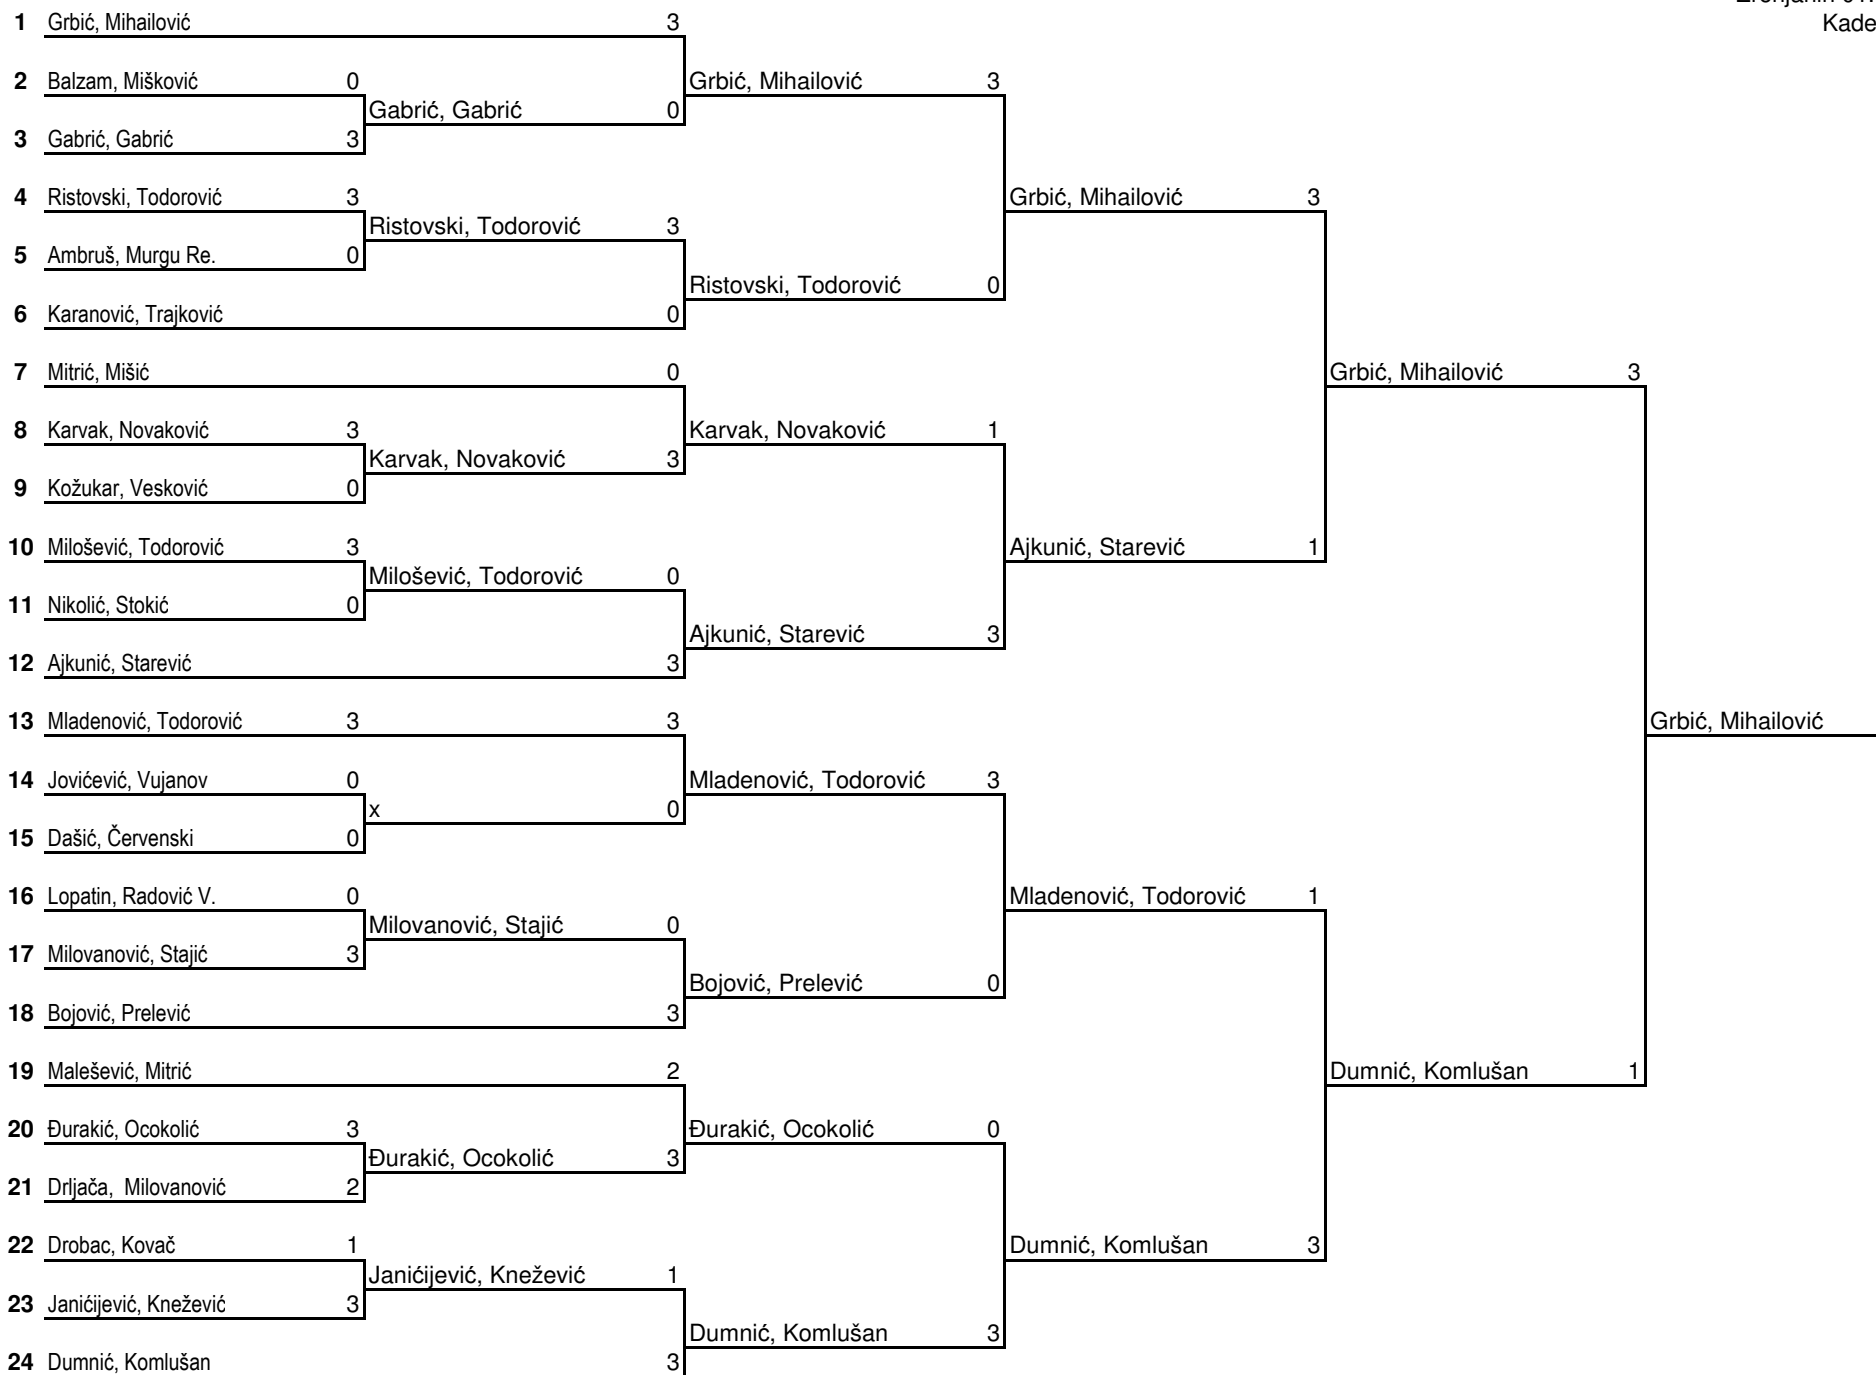 Kade
1 Grbić, Mihailović 3
2 Balzam, Mišković 0 Grbić, Mihailović 3
Gabrić, Gabrić 0
3 Gabrić, Gabrić 3
4 Ristovski, Todorović 3 Grbić, Mihailović 3
Ristovski, Todorović 3
5 Ambruš, Murgu Re. 0
Ristovski, Todorović 0
6 Karanović, Trajković 0
7 Mitrić, Mišić 0 Grbić, Mihailović 3
8 Karvak, Novaković 3 Karvak, Novaković 1
Karvak, Novaković 3
9 Kožukar, Vesković 0
10 Milošević, Todorović 3 Ajkunić, Starević 1
Milošević, Todorović 0
11 Nikolić, Stokić 0
Ajkunić, Starević 3
12 Ajkunić, Starević 3
13 Mladenović, Todorović 3 3 Grbić, Mihailović
14 Jovićević, Vujanov 0 Mladenović, Todorović 3
x 0
15 Dašić, Červenski 0
16 Lopatin, Radović V. 0 Mladenović, Todorović 1
Milovanović, Stajić 0
17 Milovanović, Stajić 3
Bojović, Prelević 0
18 Bojović, Prelević 3
19 Malešević, Mitrić 2 Dumnić, Komlušan 1
20 Đurakić, Ocokolić 3 Đurakić, Ocokolić 0
Đurakić, Ocokolić 3
21 Drljača, Milovanović 2
22 Drobac, Kovač 1 Dumnić, Komlušan 3
Janićijević, Knežević 1
23 Janićijević, Knežević 3
Dumnić, Komlušan 3
24 Dumnić, Komlušan 3